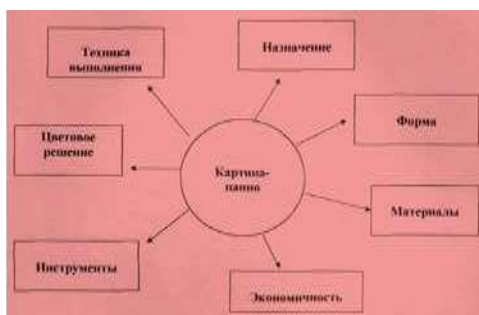 Техника
выполнения
Назначение
Цветовое
решение
Форма
Картина-
панно
Материалы
Инструменты
Экономичность